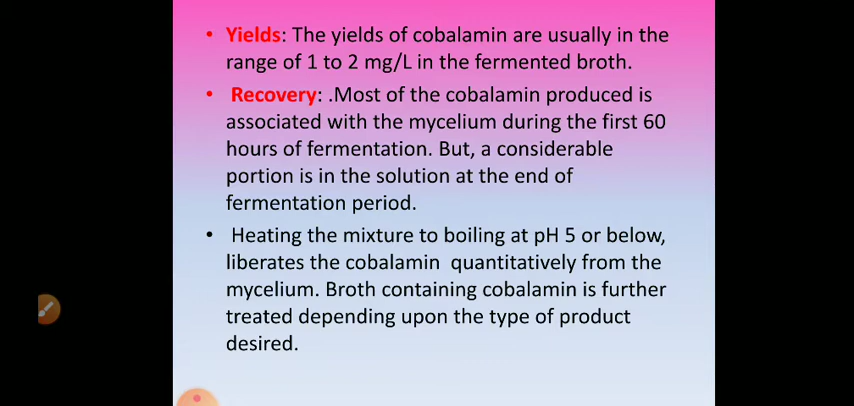 • Yields: The yields of cobalamin are usually in the
range of 1 to 2 mg/L in the fermented broth.
• Recovery: .Most of the cobalamin produced is
associated with the mycelium during the first 60
hours of fermentation. But, a considerable
portion is in the solution at the end of
fermentation period.
• Heating the mixture to boiling at pH 5 or below,
liberates the cobalamin quantitatively from the
mycelium. Broth containing cobalamin is further
treated depending upon the type of product
desired.